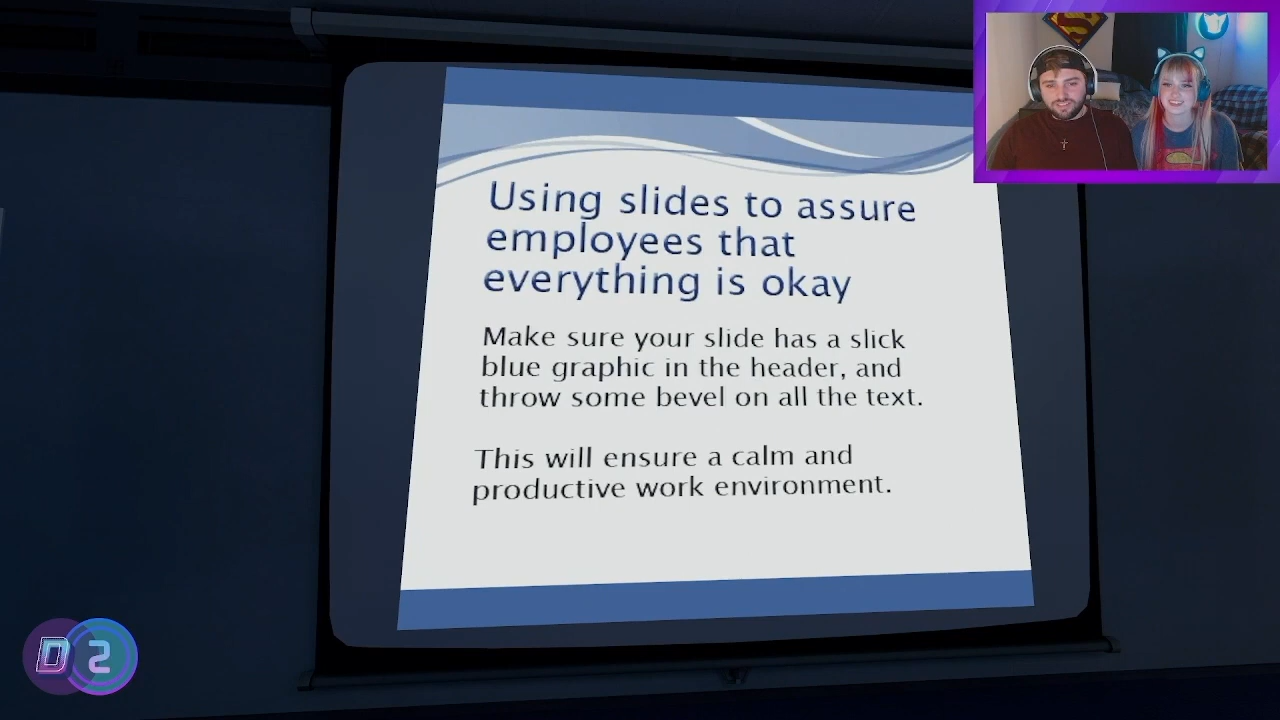 Using slides to assure
employees that
everything is okay
Make sure your slide has a slick
blue graphic in the header, and
throw some bevel on all the text.
This will ensure a calm and
productive work environment.
D 2